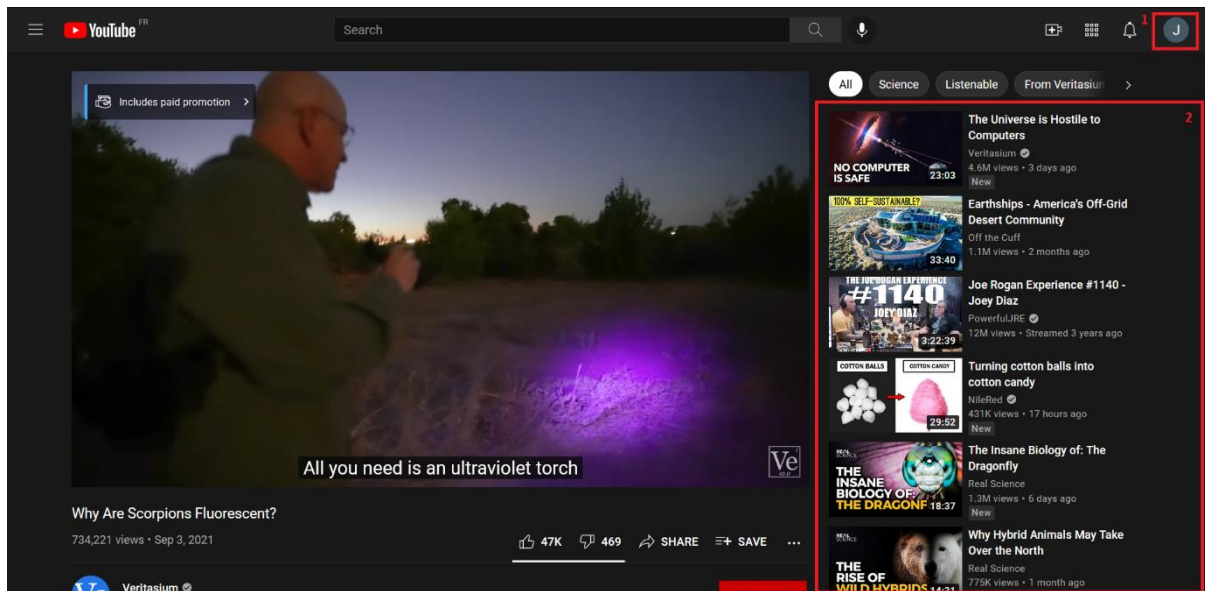 YouTube FR
Search
1
J
Includes paid promotion
All you need is an ultraviolet torch
Ve
Why Are Scorpions Fluorescent?
734,221 views • Sep 3, 2021
47K
469
SHARE
SAVE
...
Veritasium
All
Science
Listenable
From Veritasium
2
NO COMPUTER
IS SAFE
23:03
The Universe is Hostile to
Computers
Veritasium
4.6M views • 3 days ago
New
100% SELF-SUSTAINABLE?
33:40
Earthships - America's Off-Grid
Desert Community
Off the Cuff
1.1M views • 2 months ago
THE JOE ROGAN EXPERIENCE
#1140
JOEY DIAZ
3:22:39
Joe Rogan Experience #1140 -
Joey Diaz
PowerfulJRE
12M views • Streamed 3 years ago
COTTON BALLS
COTTON CANDY
29:52
Turning cotton balls into
cotton candy
NileRed
431K views • 17 hours ago
New
REAL
SCIENCE
THE
INSANE
BIOLOGY OF:
THE DRAGONF
18:37
The Insane Biology of: The
Dragonfly
Real Science
1.3M views • 6 days ago
New
REAL
SCIENCE
THE
RISE OF
WILD HYBRIDS
14:31
Why Hybrid Animals May Take
Over the North
Real Science
775K views • 1 month ago